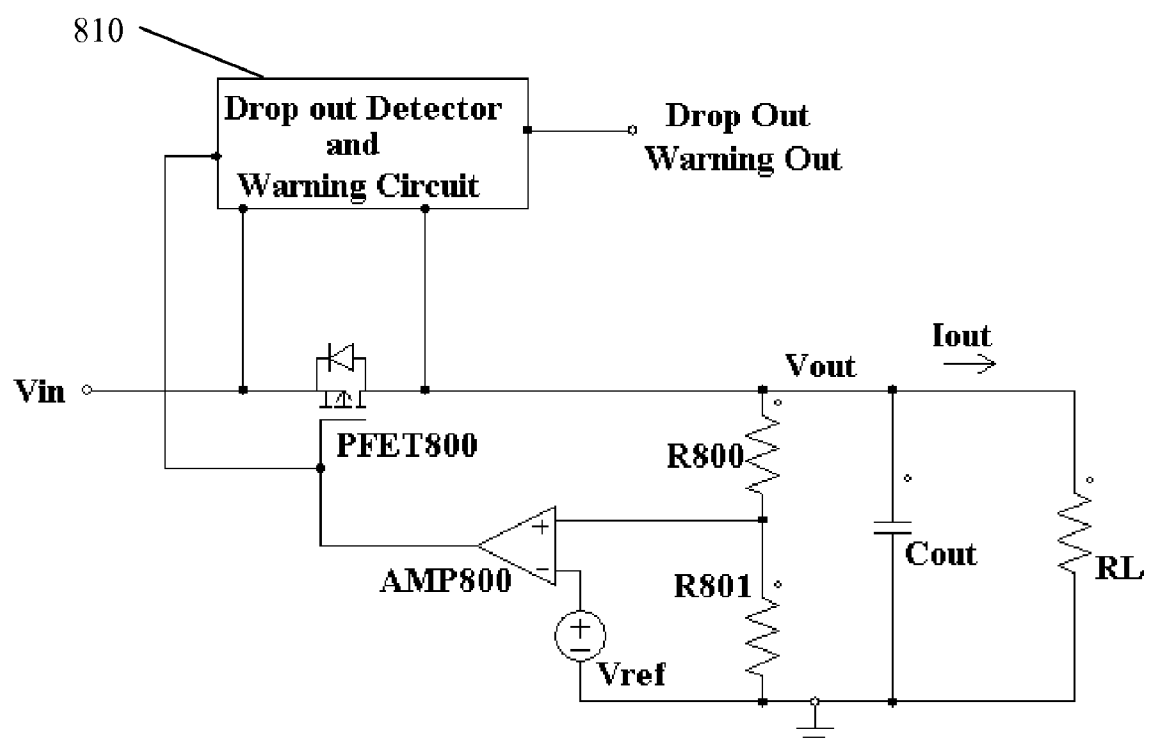 810
Drop out Detector
and
Warning Circuit
Drop Out
Warning Out
Iout
Vin
Vout
PFET800
R800
+
−
AMP800
R801
Cout
RL
+
−
Vref